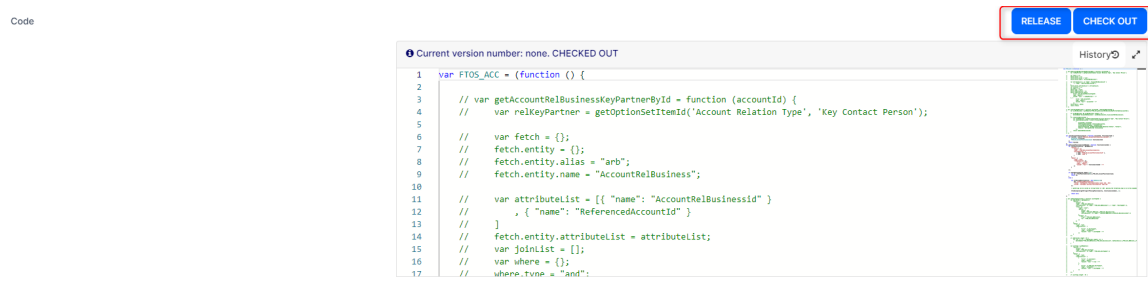 Code
RELEASE
CHECK OUT
Current version number: none. CHECKED OUT
History
1 var FTOS_ACC = (function () {
2
3 // var getAccountRelBusinessKeyPartnerById = function (accountId) {
4 // var relKeyPartner = getOptionSetItemId('Account Relation Type', 'Key Contact Person');
5
6 // var fetch = {};
7 // fetch.entity = {};
8 // fetch.entity.alias = "arb";
9 // fetch.entity.name = "AccountRelBusiness";
10
11 // var attributeList = [{ "name": "AccountRelBusinessid" }
12 // , { "name": "ReferencedAccountId" }
13 // ]
14 // fetch.entity.attributeList = attributeList;
15 // var joinList = [];
16 // var where = {};
17 // where.type = "and";